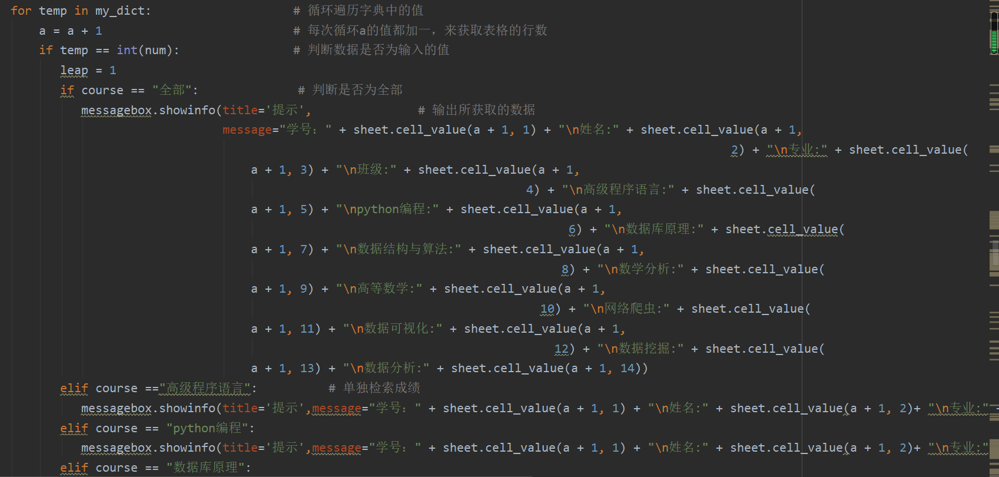 for temp in my_dict: # 循环遍历字典中的值
a = a + 1 # 每次循环a的值都加一，来获取表格的行数
if temp == int(num): # 判断数据是否为输入的值
leap = 1
if course == "全部": # 判断是否为全部
messagebox.showinfo(title='提示', # 输出所获取的数据
message="学号：" + sheet.cell_value(a + 1, 1) + "\n姓名:" + sheet.cell_value(a + 1,
2) + "\n专业:" + sheet.cell_value(
a + 1, 3) + "\n班级:" + sheet.cell_value(a + 1,
4) + "\n高级程序语言:" + sheet.cell_value(
a + 1, 5) + "\npython编程:" + sheet.cell_value(a + 1,
6) + "\n数据库原理:" + sheet.cell_value(
a + 1, 7) + "\n数据结构与算法:" + sheet.cell_value(a + 1,
8) + "\n数学分析:" + sheet.cell_value(
a + 1, 9) + "\n高等数学:" + sheet.cell_value(a + 1,
10) + "\n网络爬虫:" + sheet.cell_value(
a + 1, 11) + "\n数据可视化:" + sheet.cell_value(a + 1,
12) + "\n数据挖掘:" + sheet.cell_value(
a + 1, 13) + "\n数据分析:" + sheet.cell_value(a + 1, 14))
elif course =="高级程序语言": # 单独检索成绩
messagebox.showinfo(title='提示',message="学号：" + sheet.cell_value(a + 1, 1) + "\n姓名:" + sheet.cell_value(a + 1, 2)+ "\n专业:"
elif course == "python编程":
messagebox.showinfo(title='提示',message="学号：" + sheet.cell_value(a + 1, 1) + "\n姓名:" + sheet.cell_value(a + 1, 2)+ "\n专业:"
elif course == "数据库原理":